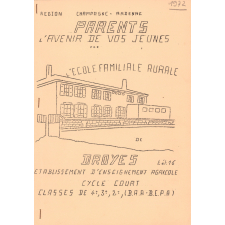 1972
REGION CHAMPAGNE - ARDENNE
PARENTS
L'AVENIR DE VOS JEUNES
***
L'ECOLE FAMILIALE RURALE
DE
DROYES
ETABLISSEMENT D'ENSEIGNEMENT AGRICOLE
CYCLE COURT
CLASSES DE 4e, 3e, 2e, (B.A.A - B.E.P.A)